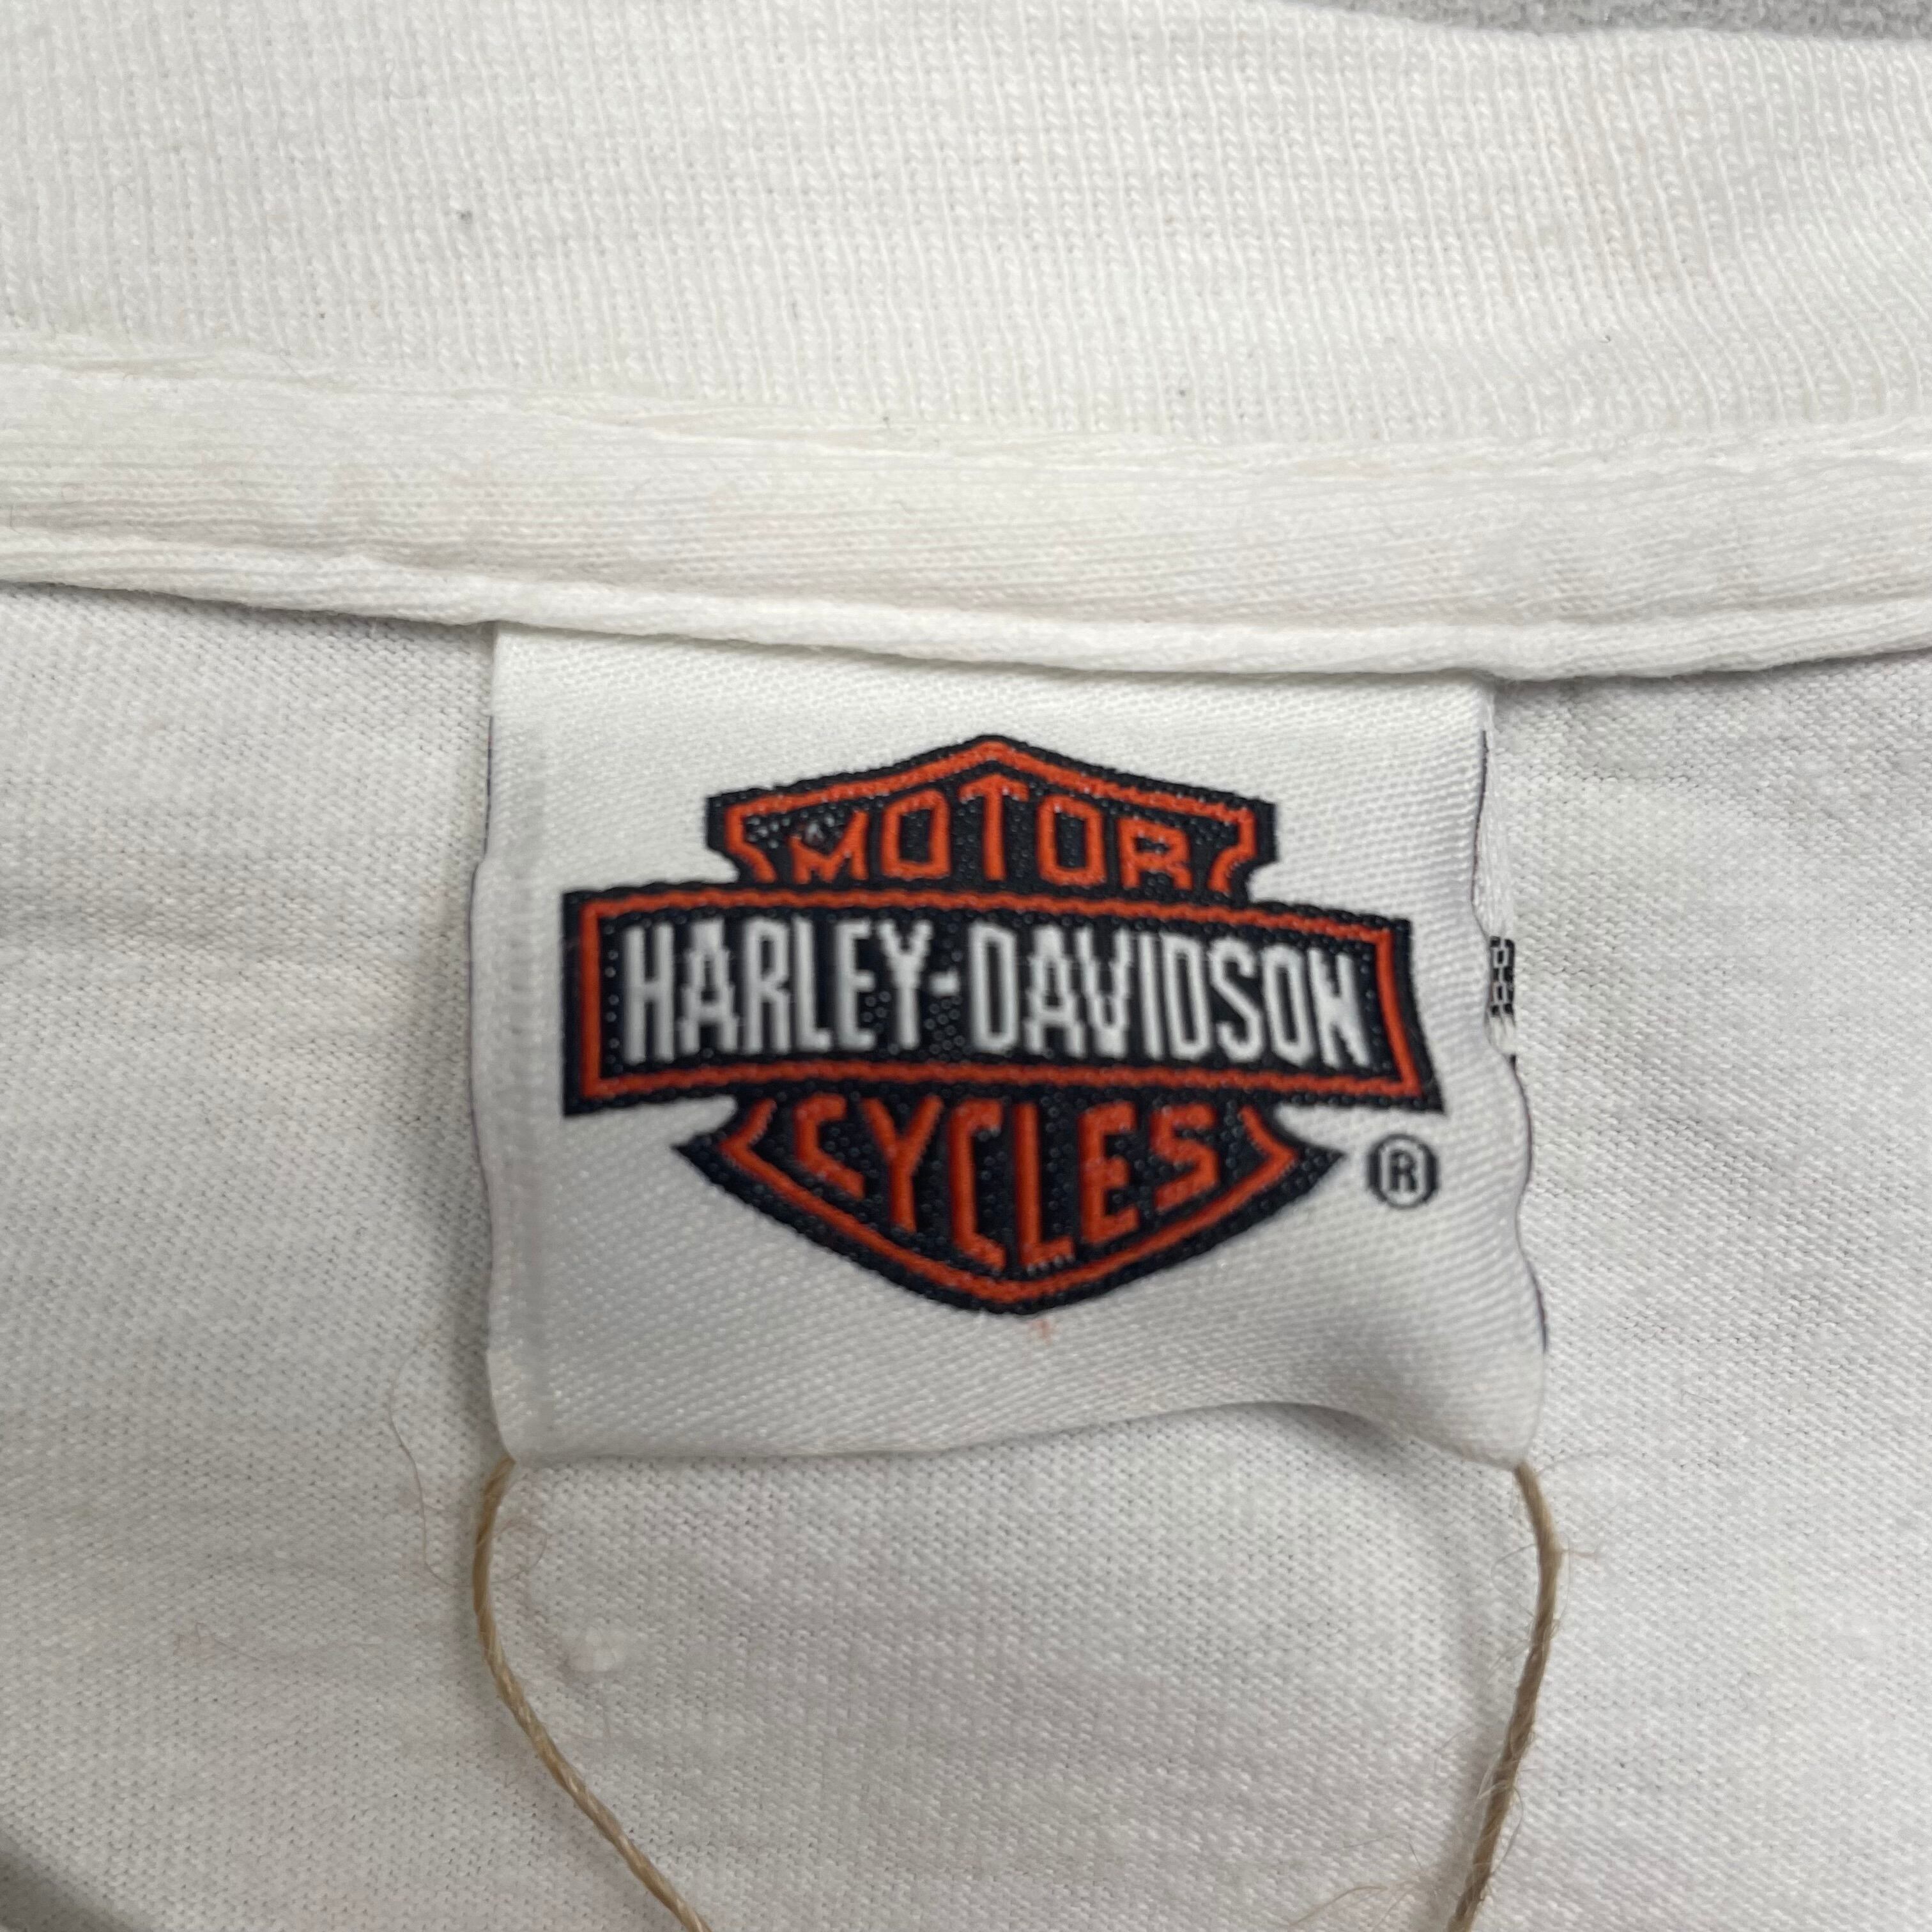 MOTOR
HARLEY-DAVIDSON
CYCLES
®